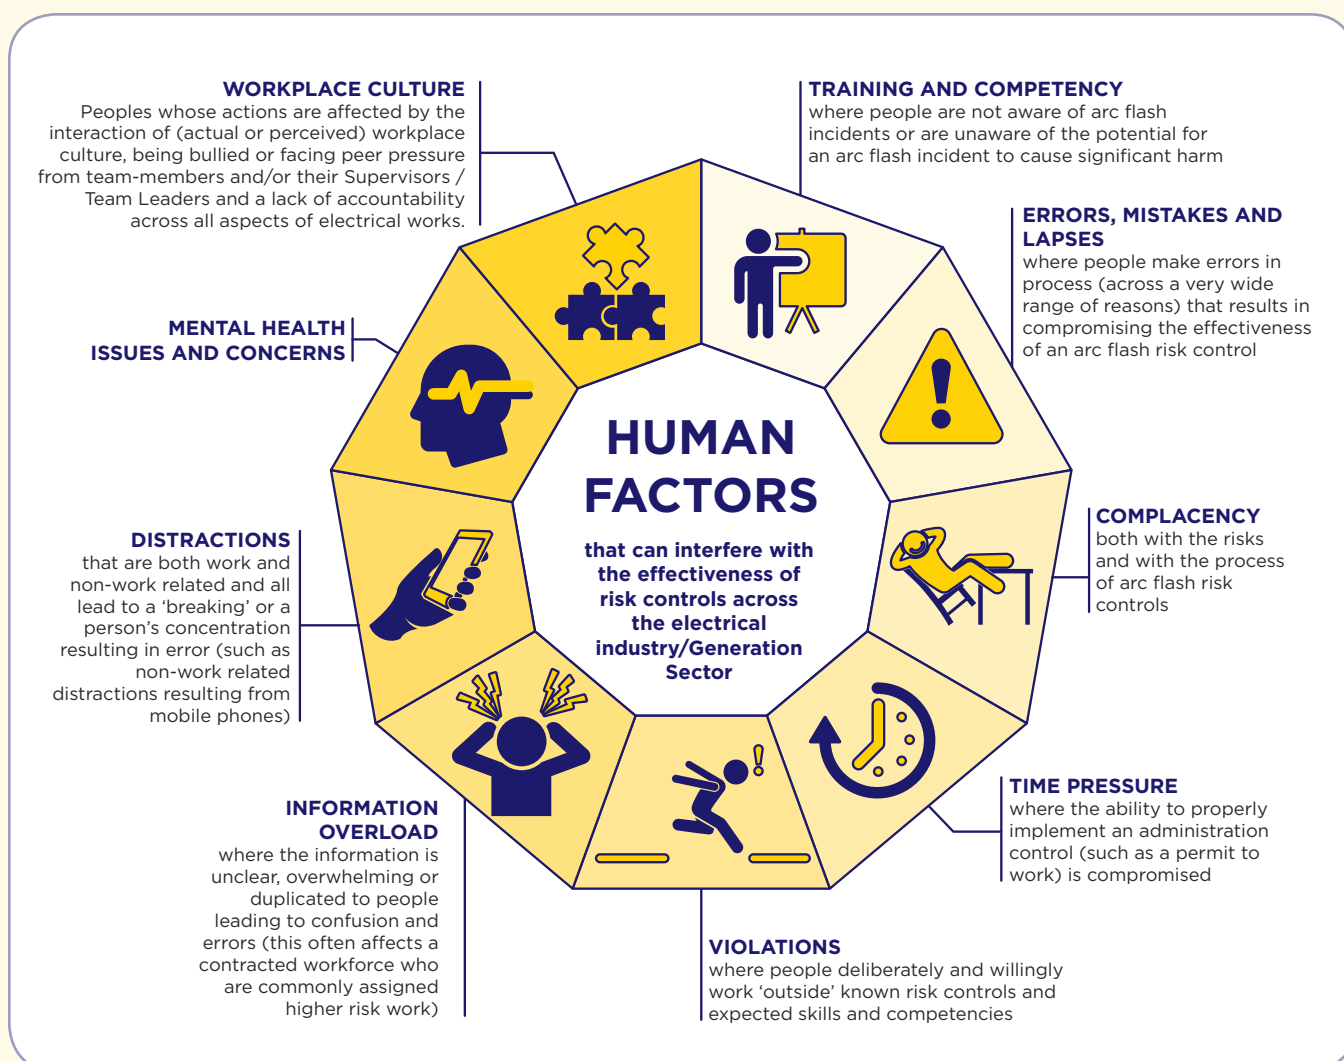 WORKPLACE CULTURE
Peoples whose actions are affected by the
interaction of (actual or perceived) workplace
culture, being bullied or facing peer pressure
from team-members and/or their Supervisors /
Team Leaders and a lack of accountability
across all aspects of electrical works.
TRAINING AND COMPETENCY
where people are not aware of arc flash
incidents or are unaware of the potential for
an arc flash incident to cause significant harm
ERRORS, MISTAKES AND
LAPSES
where people make errors in
process (across a very wide
range of reasons) that results in
compromising the effectiveness
of an arc flash risk control
MENTAL HEALTH
ISSUES AND CONCERNS
HUMAN
FACTORS
that can interfere with
the effectiveness of
risk controls across
the electrical
industry/Generation
Sector
COMPLACENCY
both with the risks
and with the process
of arc flash risk
controls
DISTRACTIONS
that are both work and
non-work related and all
lead to a ‘breaking’ or a
person’s concentration
resulting in error (such as
non-work related
distractions resulting from
mobile phones)
TIME PRESSURE
where the ability to properly
implement an administration
control (such as a permit to
work) is compromised
INFORMATION
OVERLOAD
where the information is
unclear, overwhelming or
duplicated to people
leading to confusion and
errors (this often affects a
contracted workforce who
are commonly assigned
higher risk work)
VIOLATIONS
where people deliberately and willingly
work ‘outside’ known risk controls and
expected skills and competencies